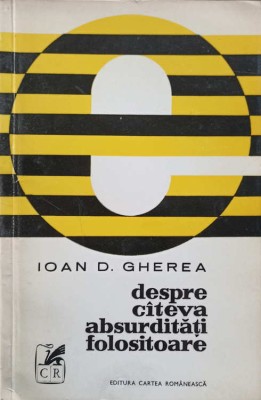 IOAN D. GHEREA
despre
cîteva
absurdități
folositoare
CR
EDITURA CARTEA ROMÂNEASCĂ